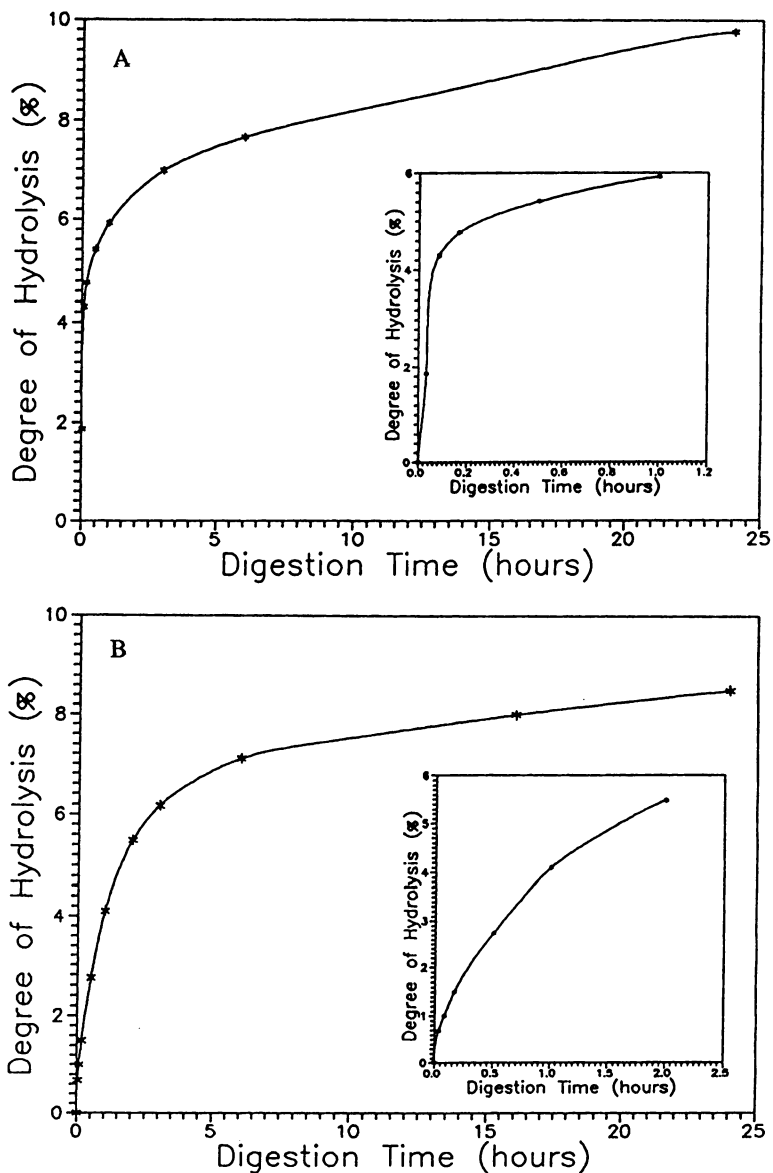 A
Degree of Hydrolysis (%)
10
8
6
4
2
0
0 5 10 15 20 25
Digestion Time (hours)
Degree of Hydrolysis (%)
6
4
2
0
0.0 0.2 0.4 0.6 0.8 1.0 1.2
Digestion Time (hours)
B
Degree of Hydrolysis (%)
10
8
6
4
2
0
0 5 10 15 20 25
Digestion Time (hours)
Degree of Hydrolysis (%)
6
5
4
3
2
1
0
0.0 0.5 1.0 1.5 2.0 2.5
Digestion Time (hours)